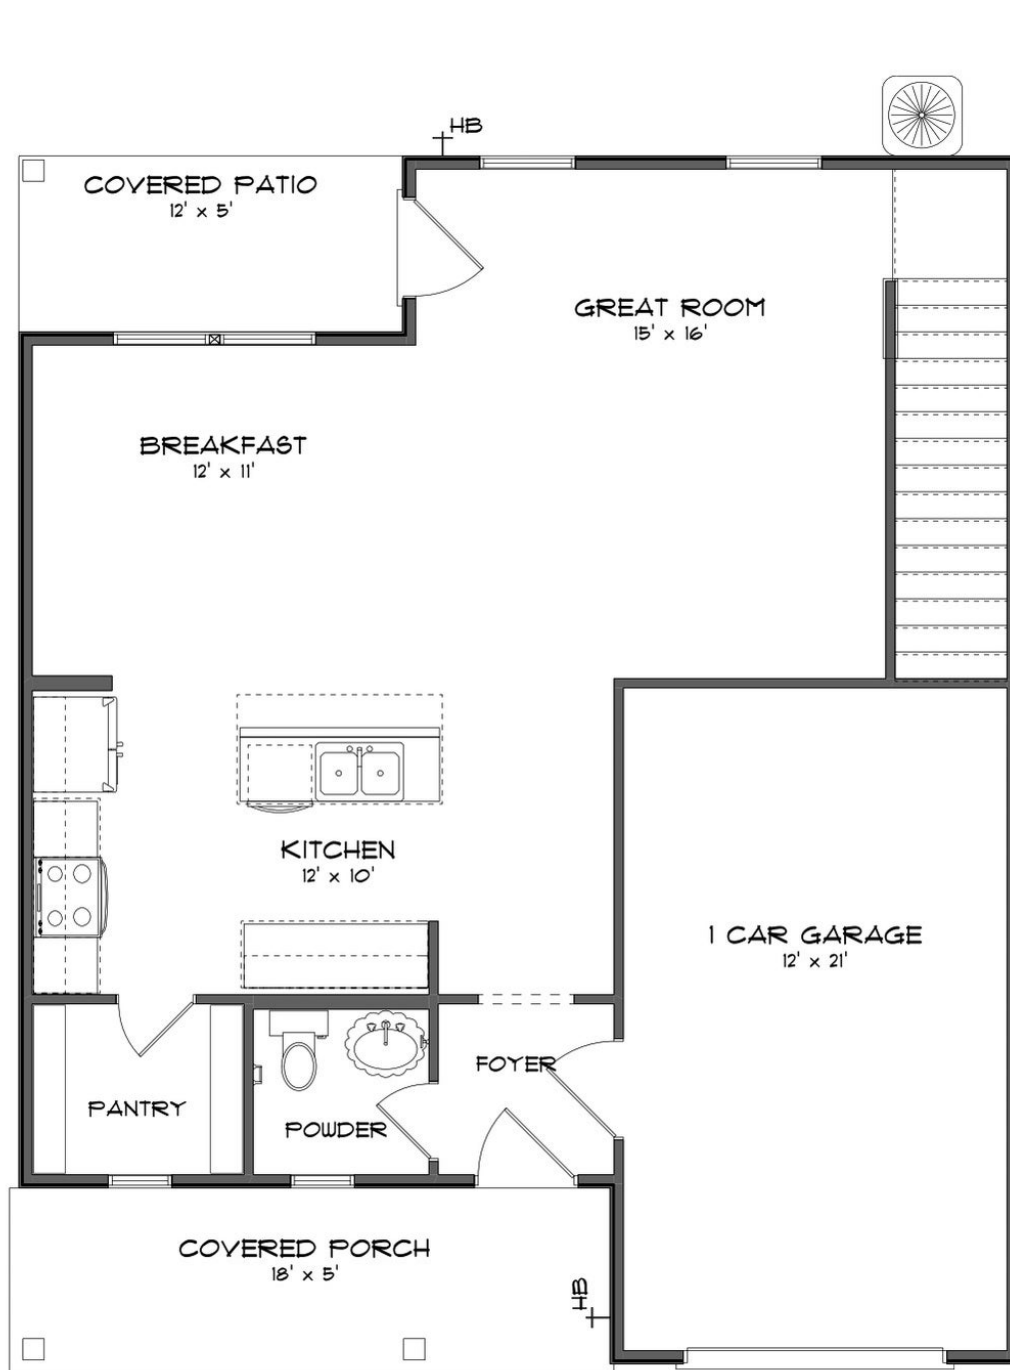 HB
COVERED PATIO
12' x 5'
GREAT ROOM
15' x 16'
BREAKFAST
12' x 11'
KITCHEN
12' x 10'
1 CAR GARAGE
12' x 21'
FOYER
PANTRY
POWDER
COVERED PORCH
18' x 5'
HB